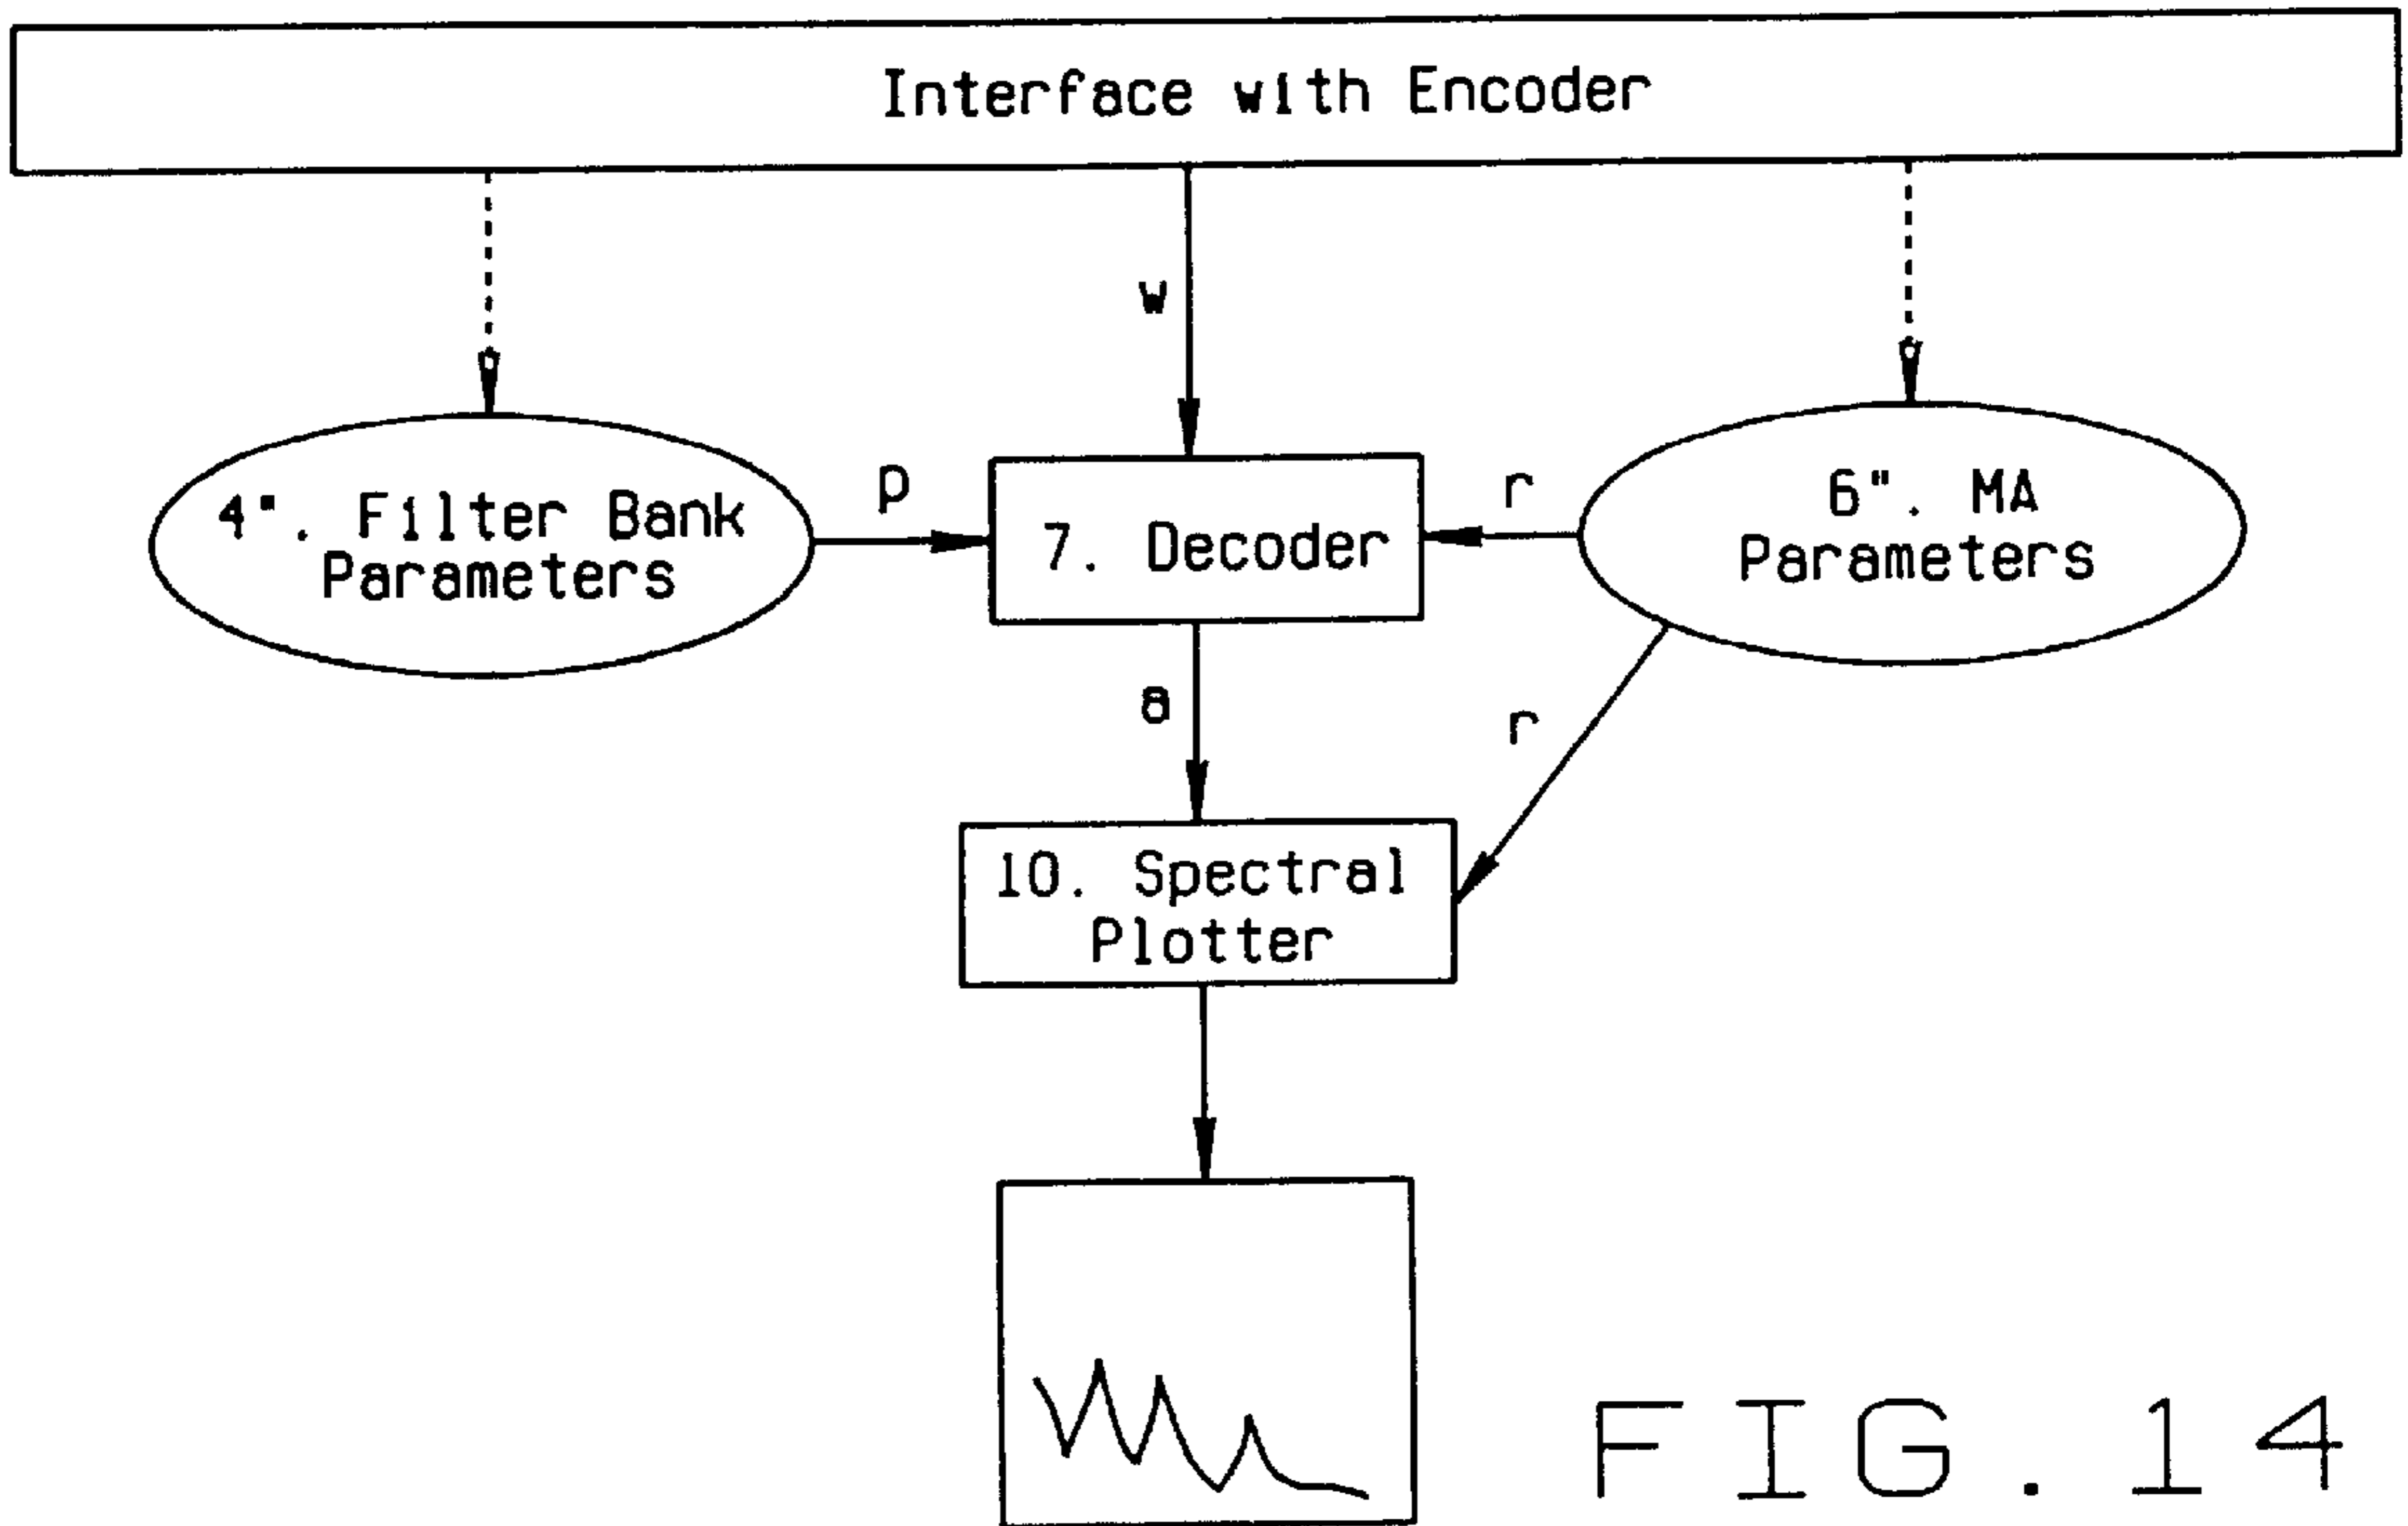 Interface with Encoder
w
p
r
4". Filter Bank
Parameters
7. Decoder
6". MA
Parameters
a
r
10. Spectral
Plotter
FIG.14